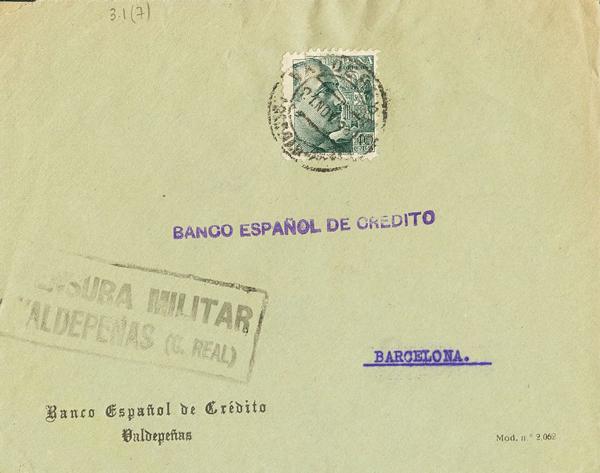 3.1(7)
BANCO ESPAÑOL DE CREDITO
CENSURA MILITAR
VALDEPEÑAS (C. REAL)
BARCELONA.
Banco Español de Crédito
Valdepeñas
Mod. n.º 2,062